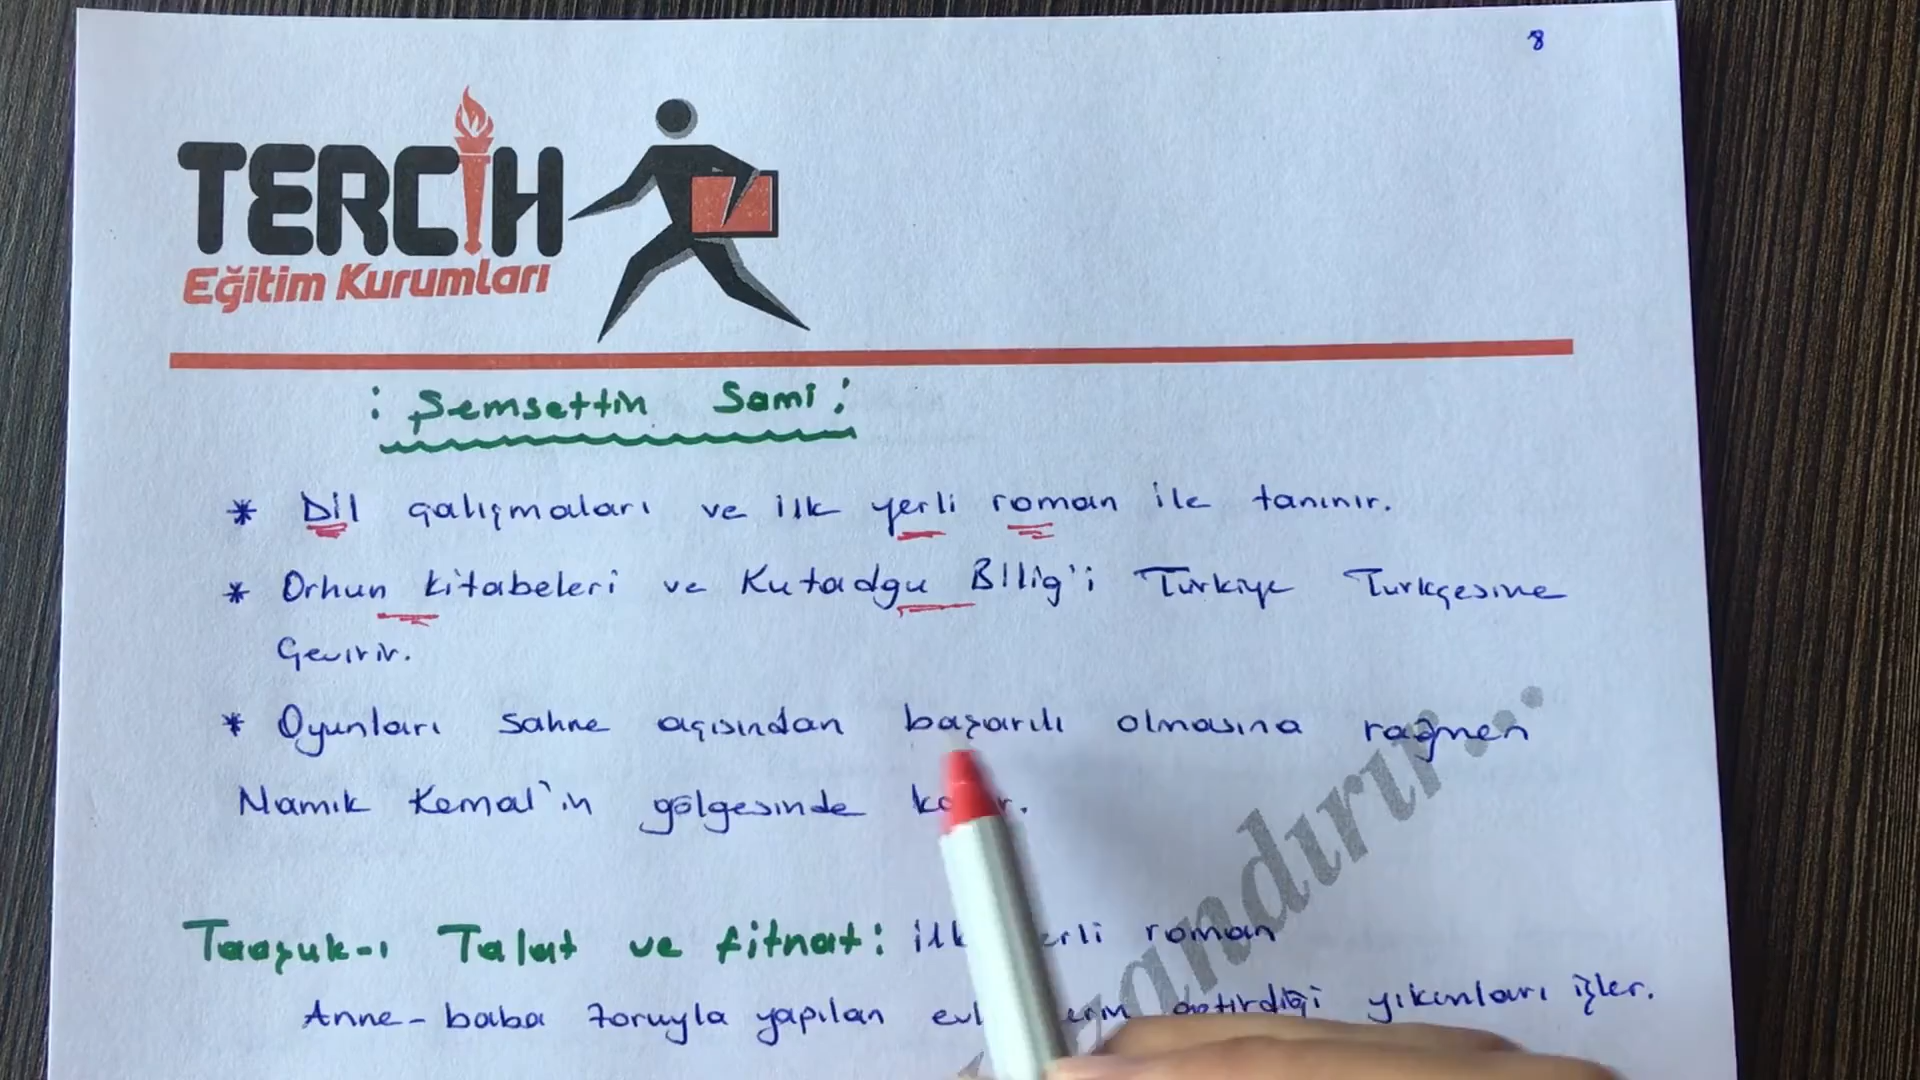 8
TERCİH
Eğitim Kurumları
: Şemsettin Sami :
* Dil çalışmaları ve ilk yerli roman ile tanınır.
* Orhun kitabeleri ve Kutadgu Bilig'i Türkiye Türkçesine
Çevirir.
* Oyunları sahne açısından başarılı olmasına rağmen
Namık Kemal'in gölgesinde
Taaşuk-ı Talat ve fitnat: ilk roman
Anne-baba zoruyla yapılan getirdiği yıkımları işler.